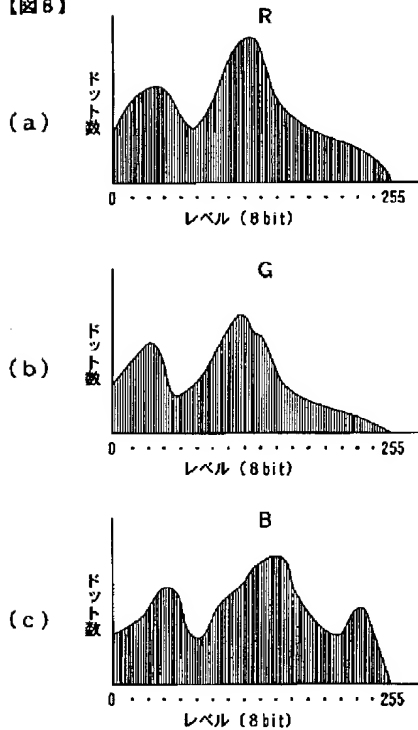 【図8】
R
(a)
ドット数
0 255
レベル (8bit)
G
(b)
ドット数
0 255
レベル (8bit)
B
(c)
ドット数
0 255
レベル (8bit)